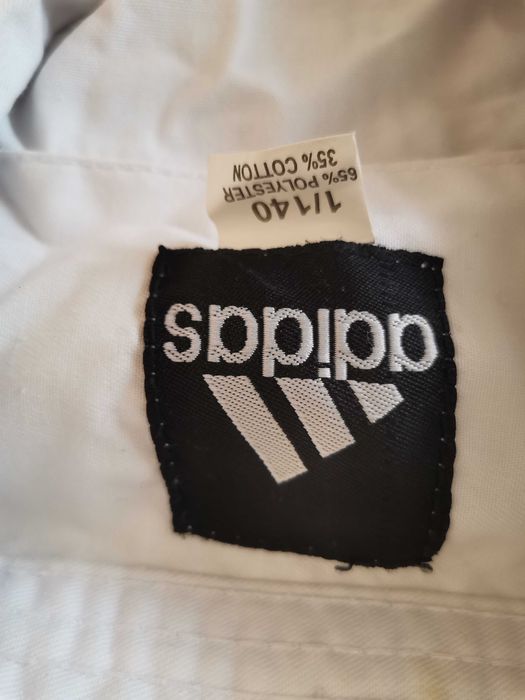 1/140
65% POLYESTER
35% COTTON
adidas